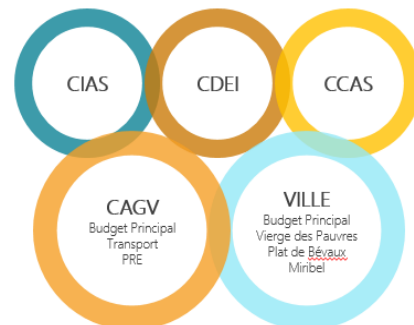 CIAS
CDEI
CCAS
CAGV
Budget Principal
Transport
PRE
VILLE
Budget Principal
Vierge des Pauvres
Plat de Bévaux
Miribel